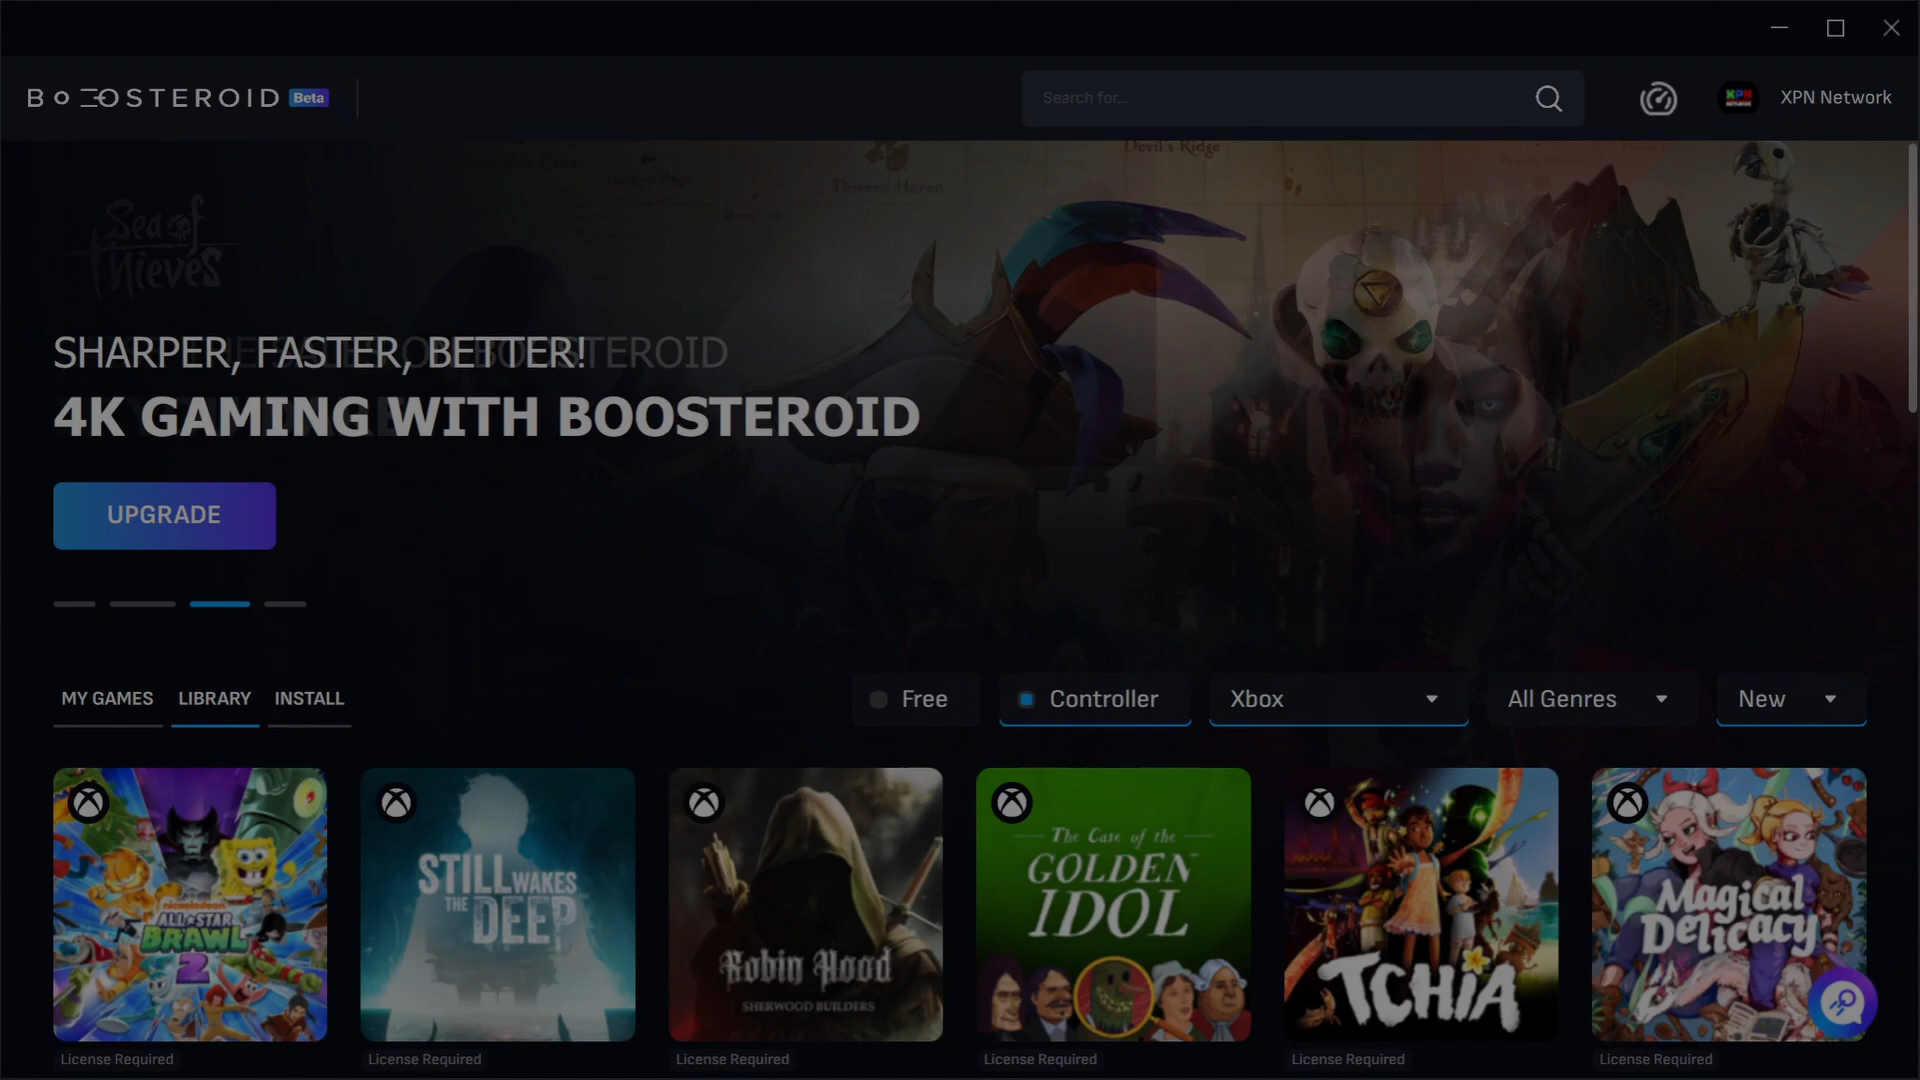 BOOSTEROID Beta
Search for...
XPN
XPN Network
Devil's Ridge
Thieves' Haven
Sea of
Thieves
SHARPER, FASTER, BETTER!
4K GAMING WITH BOOSTEROID
UPGRADE
MY GAMES LIBRARY INSTALL
Free Controller Xbox All Genres New
nickelodeon
ALL-STAR
BRAWL
2
STILL WAKES
THE DEEP
Robin Hood
SHERWOOD BUILDERS
The Case of the
GOLDEN
IDOL
TCHIA
Magical
Delicacy
License Required License Required License Required License Required License Required License Required